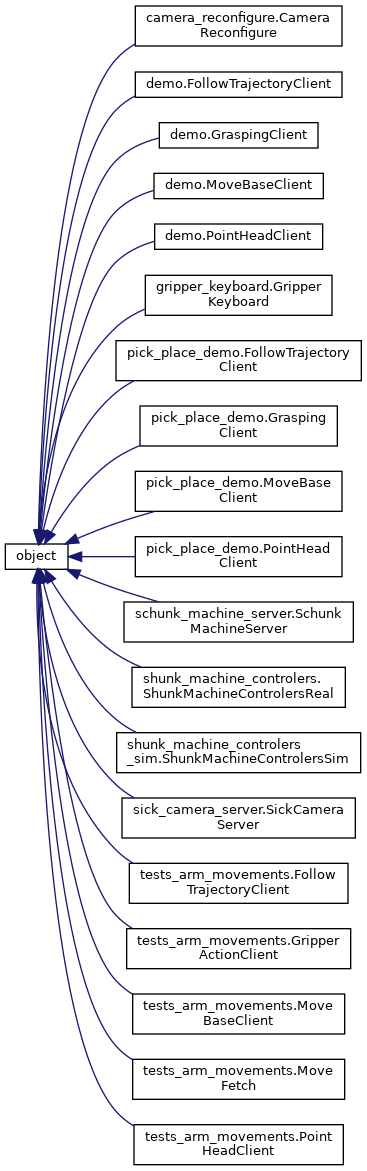 camera_reconfigure.Camera
Reconfigure
demo.FollowTrajectoryClient
demo.GraspingClient
demo.MoveBaseClient
demo.PointHeadClient
gripper_keyboard.Gripper
Keyboard
pick_place_demo.FollowTrajectory
Client
pick_place_demo.Grasping
Client
pick_place_demo.MoveBase
Client
object
pick_place_demo.PointHead
Client
schunk_machine_server.Schunk
MachineServer
shunk_machine_controlers.
ShunkMachineControlersReal
shunk_machine_controlers
_sim.ShunkMachineControlersSim
sick_camera_server.SickCamera
Server
tests_arm_movements.Follow
TrajectoryClient
tests_arm_movements.Gripper
ActionClient
tests_arm_movements.Move
BaseClient
tests_arm_movements.Move
Fetch
tests_arm_movements.Point
HeadClient